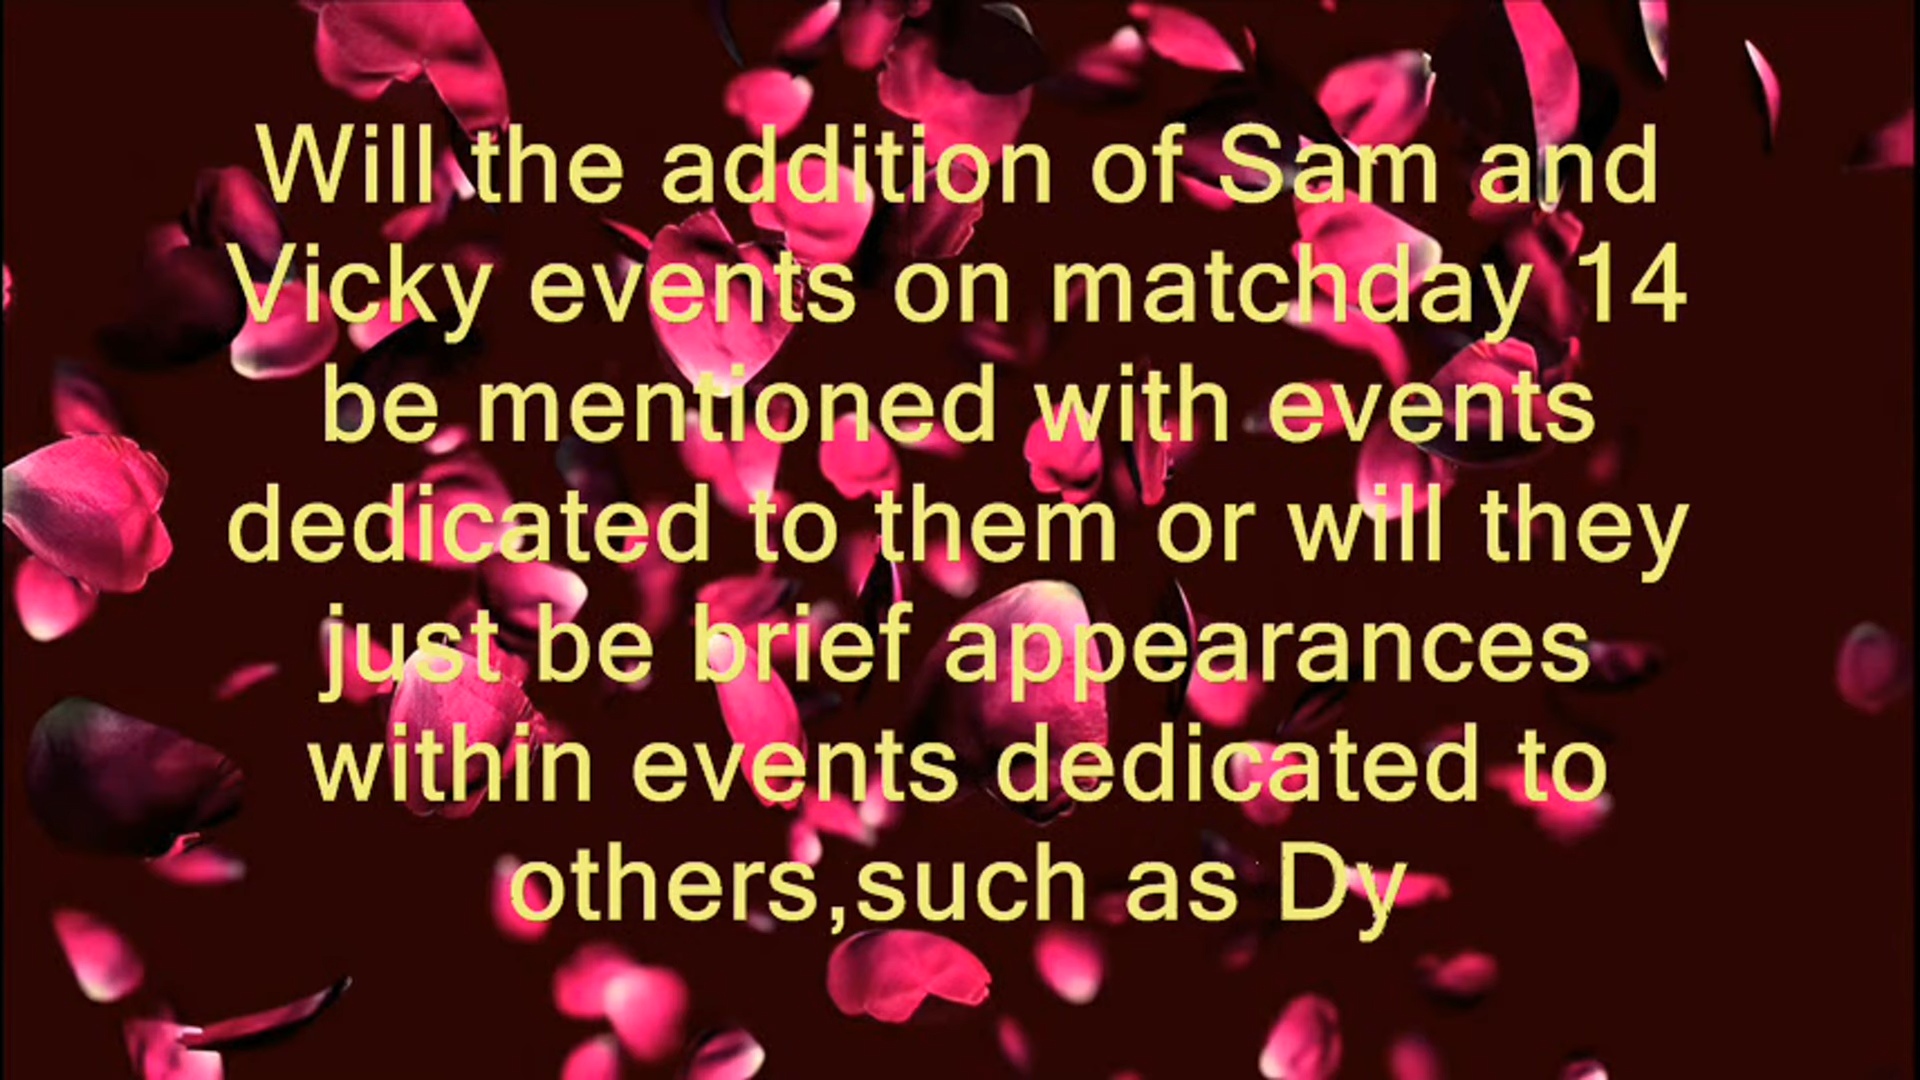 Will the addition of Sam and
Vicky events on matchday 14
be mentioned with events
dedicated to them or will they
just be brief appearances
within events dedicated to
others,such as Dy